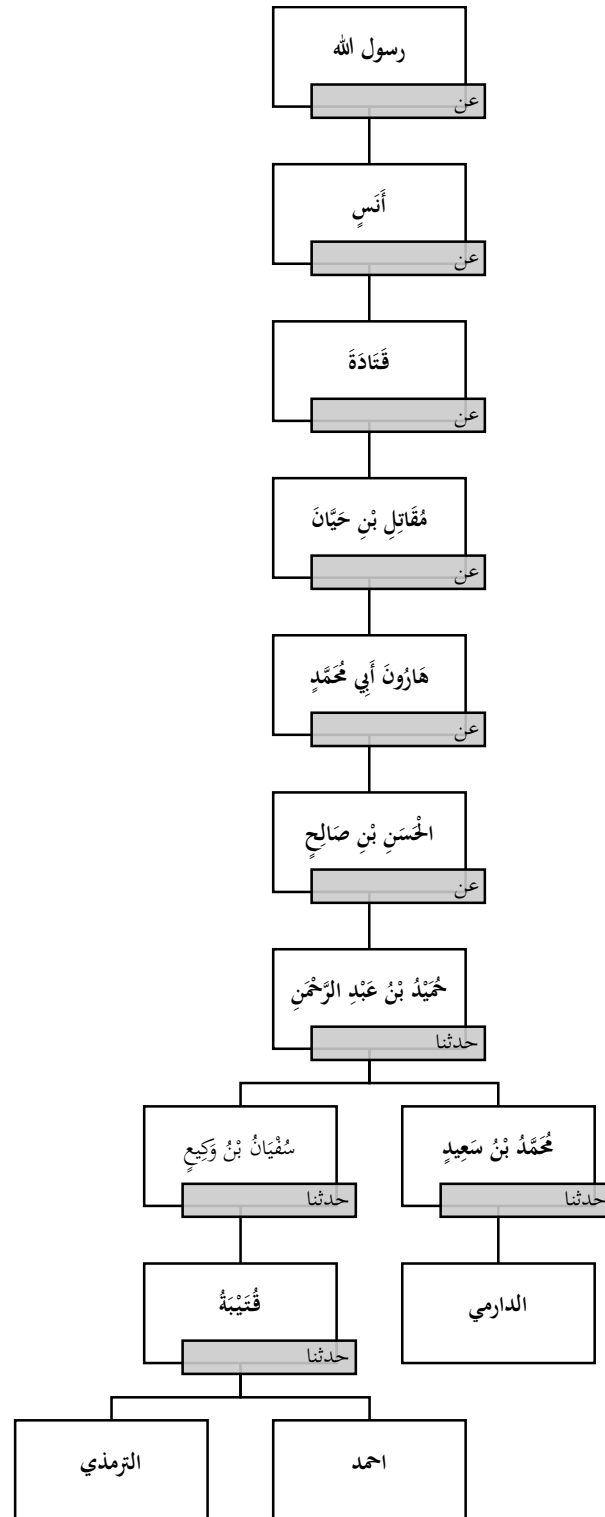 رسول الله
عن
أَنَسٍ
عن
قَتَادَةَ
عن
مُقَاتِلِ بْنِ حَيَّانَ
عن
هَارُونَ أَبِي مُحَمَّدٍ
عن
الْحَسَنِ بْنِ صَالِحٍ
عن
حُمَيْدُ بْنُ عَبْدِ الرَّحْمَنِ
حدثنا
مُحَمَّدُ بْنُ سَعِيدٍ
حدثنا
سُفْيَانُ بْنُ وَكِيعٍ
حدثنا
الدارمي
قُتَيْبَةُ
حدثنا
احمد
الترمذي